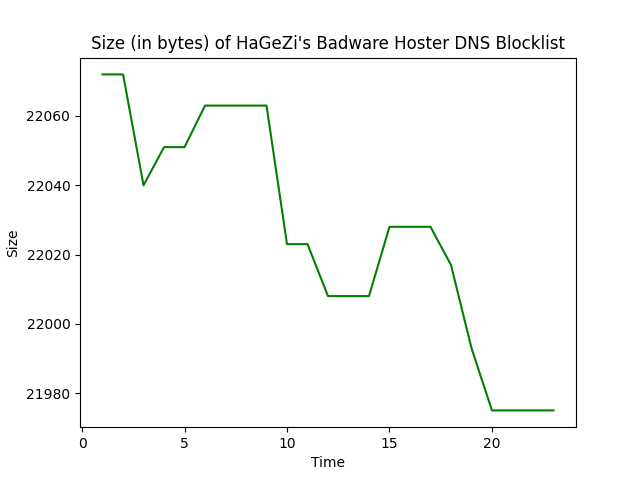 Size (in bytes) of HaGeZi's Badware Hoster DNS Blocklist
22060
22040
22020
22000
21980
Size
0 5 10 15 20
Time